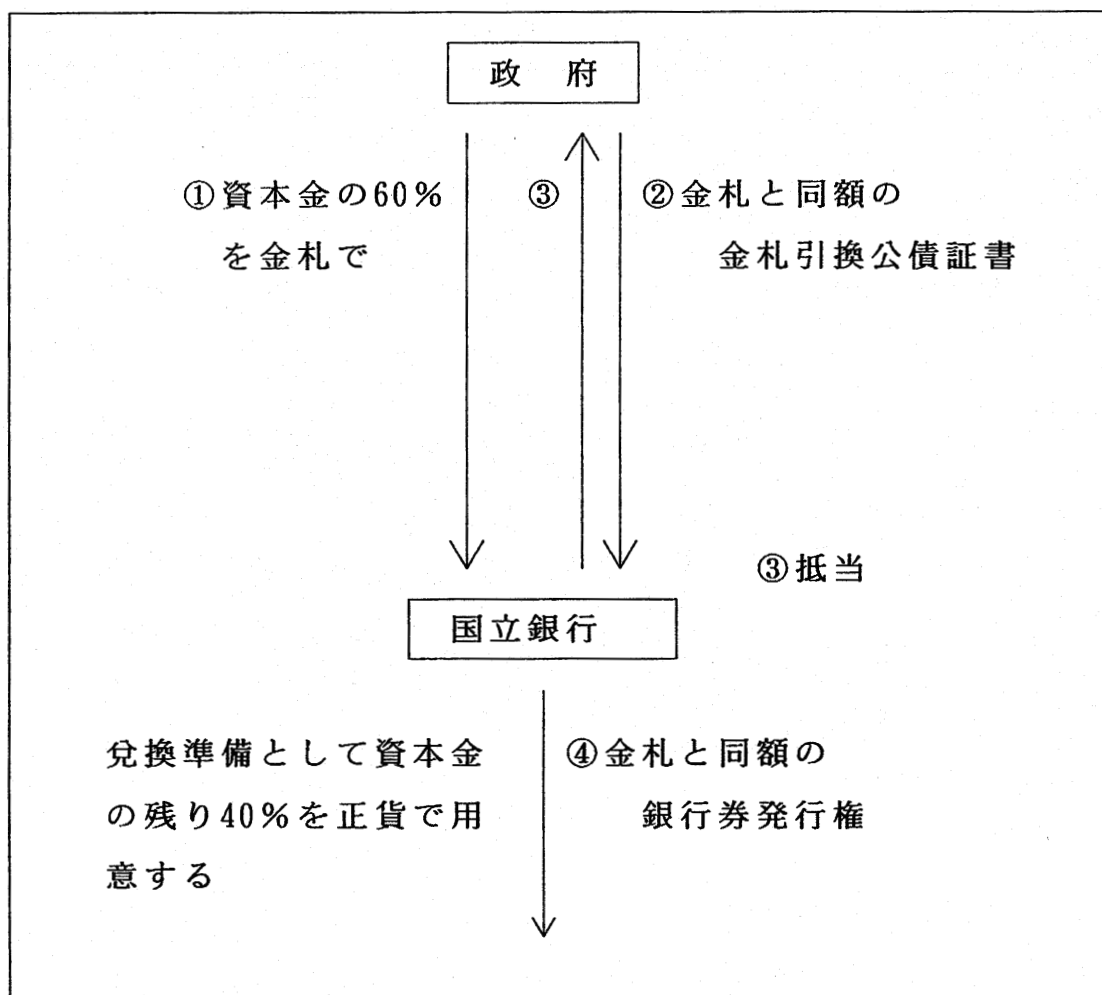 政 府
①資本金の60%
を金札で
③
②金札と同額の
金札引換公債証書
③抵当
国立銀行
兌換準備として資本金
の残り40%を正貨で用
意する
④金札と同額の
銀行券発行権